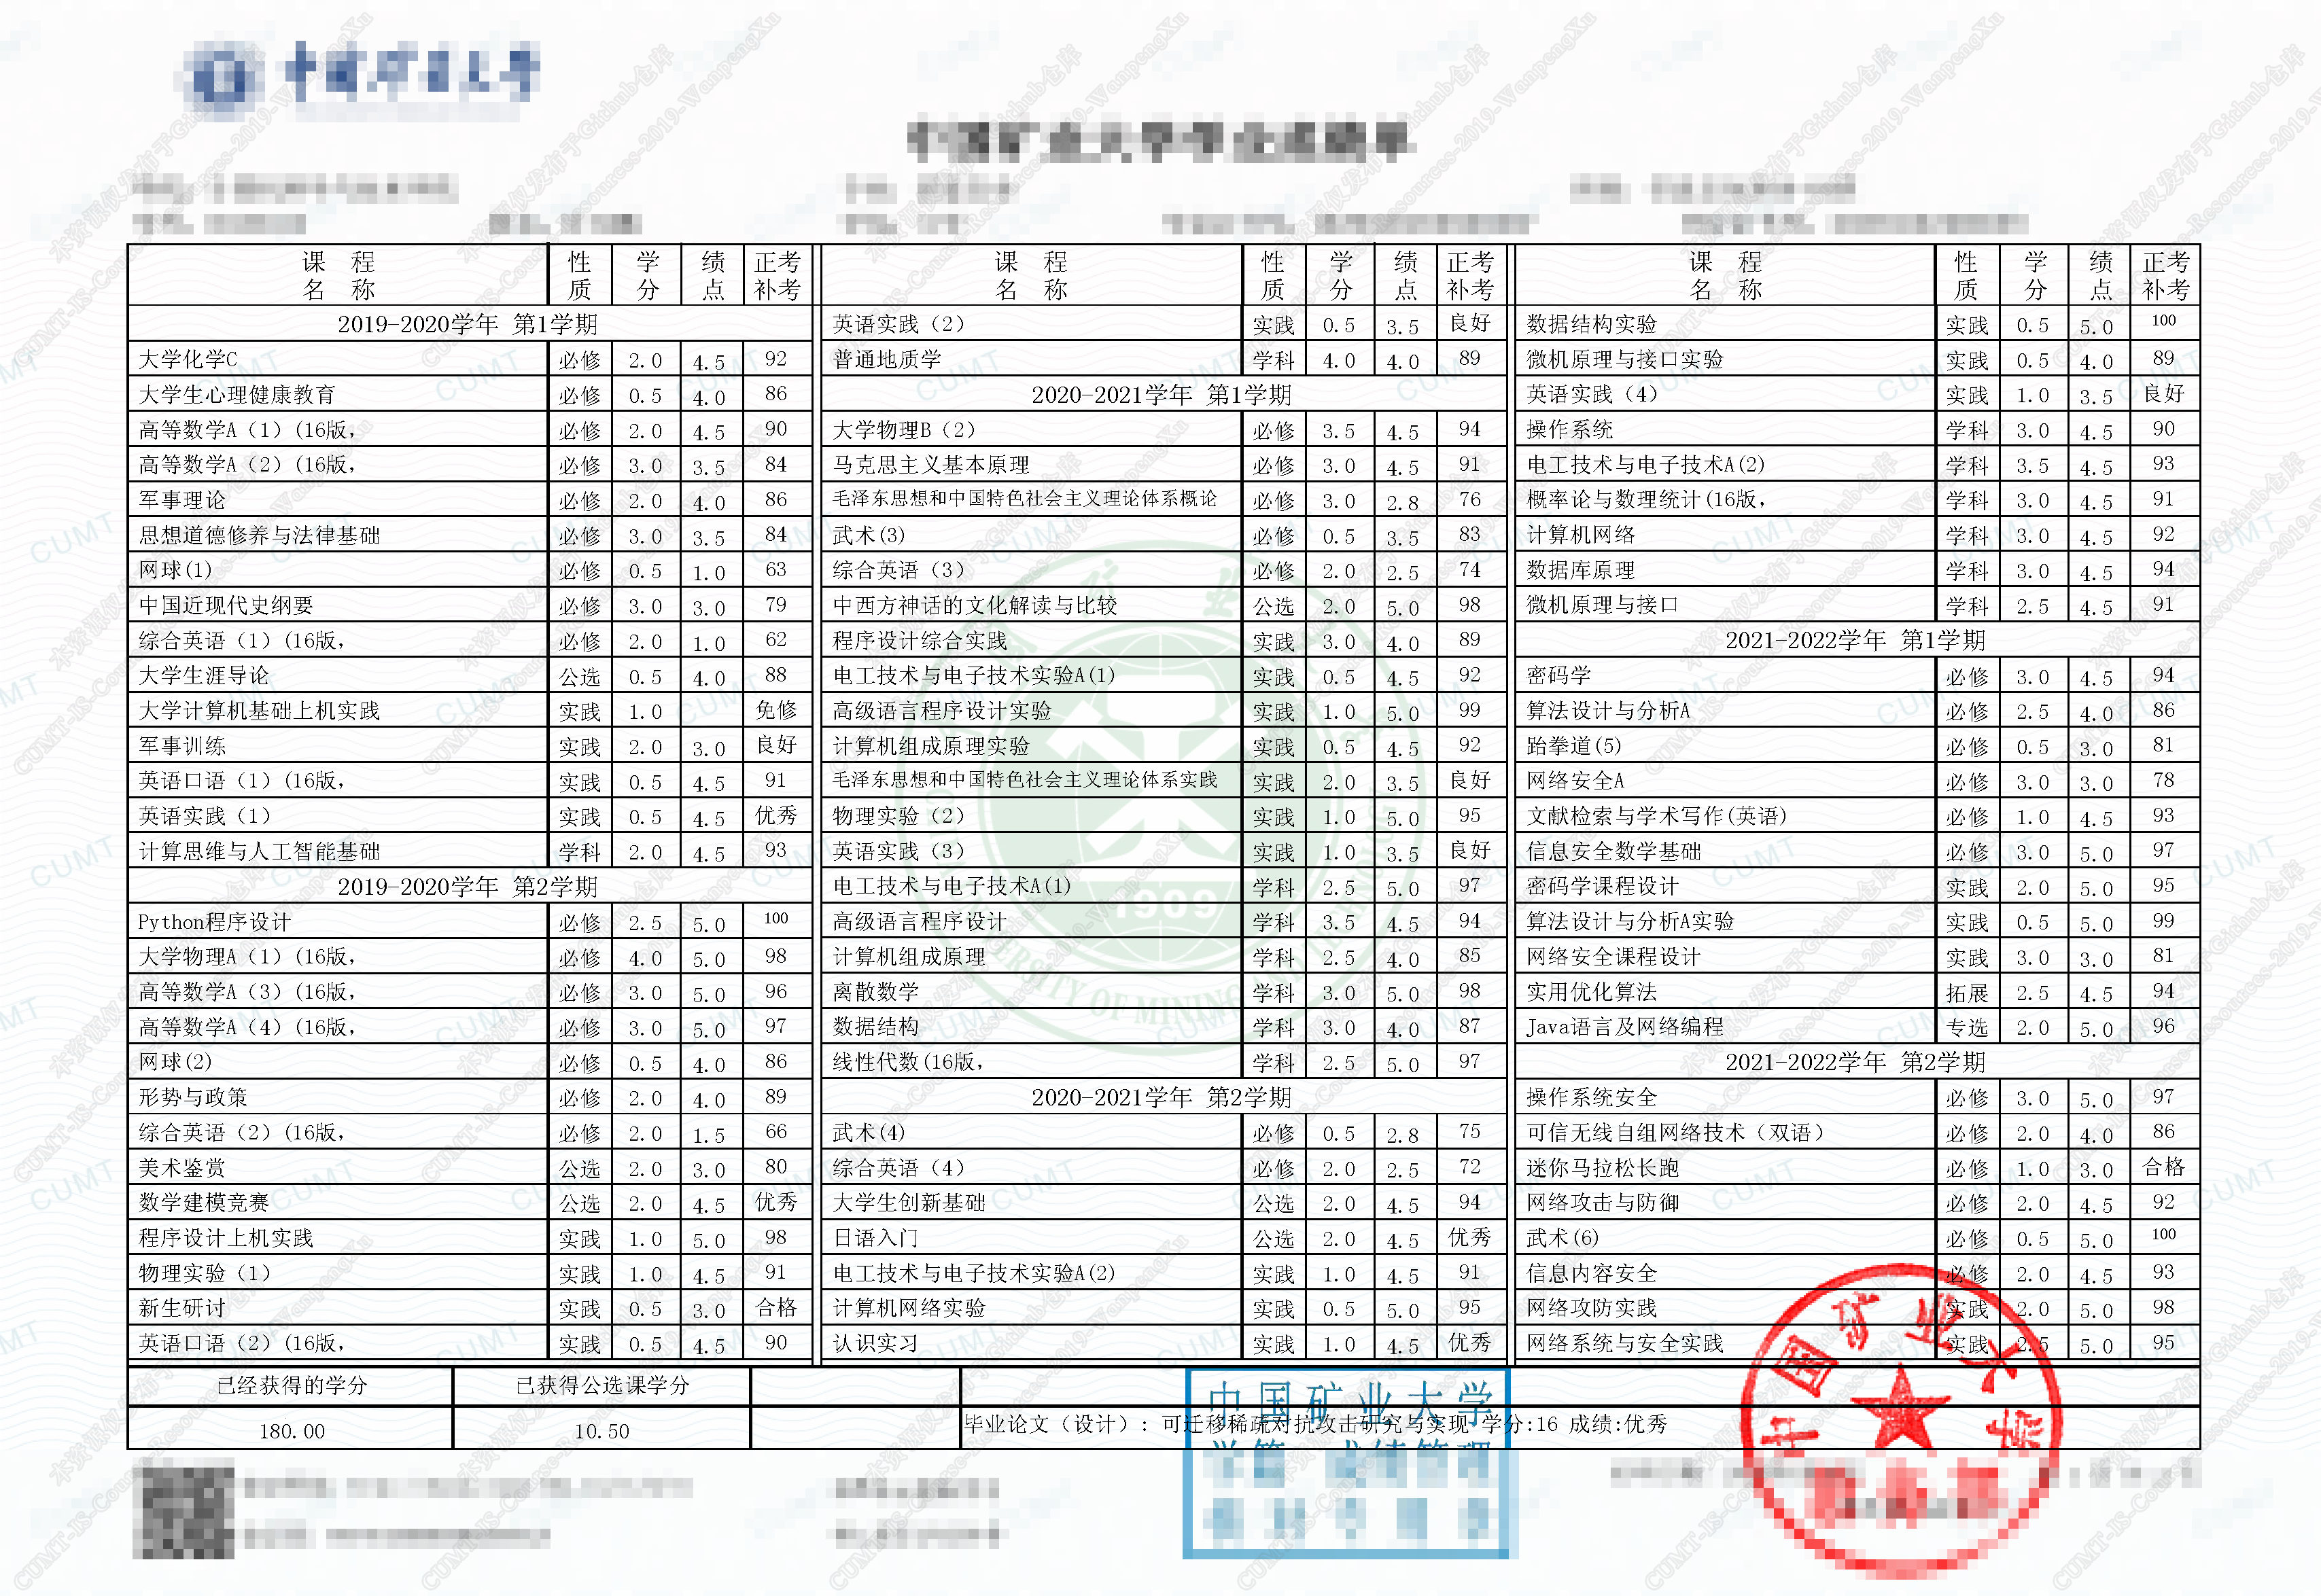 课 程 名 称 性质 学分 绩点 正考补考
2019-2020学年 第1学期
大学化学C 必修 2.0 4.5 92
大学生心理健康教育 必修 0.5 4.0 86
高等数学A（1）(16版, 必修 2.0 4.5 90
高等数学A（2）(16版, 必修 3.0 3.5 84
军事理论 必修 2.0 4.0 86
思想道德修养与法律基础 必修 3.0 3.5 84
网球(1) 必修 0.5 1.0 63
中国近现代史纲要 必修 3.0 3.0 79
综合英语（1）(16版, 必修 2.0 1.0 62
大学生涯导论 公选 0.5 4.0 88
大学计算机基础上机实践 实践 1.0 免修
军事训练 实践 2.0 3.0 良好
英语口语（1）(16版, 实践 0.5 4.5 91
英语实践（1） 实践 0.5 4.5 优秀
计算思维与人工智能基础 学科 2.0 4.5 93
2019-2020学年 第2学期
Python程序设计 必修 2.5 5.0 100
大学物理A（1）(16版, 必修 4.0 5.0 98
高等数学A（3）(16版, 必修 3.0 5.0 96
高等数学A（4）(16版, 必修 3.0 5.0 97
网球(2) 必修 0.5 4.0 86
形势与政策 必修 2.0 4.0 89
综合英语（2）(16版, 必修 2.0 1.5 66
美术鉴赏 公选 2.0 3.0 80
数学建模竞赛 公选 2.0 4.5 优秀
程序设计上机实践 实践 1.0 5.0 98
物理实验（1） 实践 1.0 4.5 91
新生研讨 实践 0.5 3.0 合格
英语口语（2）(16版, 实践 0.5 4.5 90
课 程 名 称 性质 学分 绩点 正考补考
英语实践（2） 实践 0.5 3.5 良好
普通地质学 学科 4.0 4.0 89
2020-2021学年 第1学期
大学物理B（2） 必修 3.5 4.5 94
马克思主义基本原理 必修 3.0 4.5 91
毛泽东思想和中国特色社会主义理论体系概论 必修 3.0 2.8 76
武术(3) 必修 0.5 3.5 83
综合英语（3） 必修 2.0 2.5 74
中西方神话的文化解读与比较 公选 2.0 5.0 98
程序设计综合实践 实践 3.0 4.0 89
电工技术与电子技术实验A(1) 实践 0.5 4.5 92
高级语言程序设计实验 实践 1.0 5.0 99
计算机组成原理实验 实践 0.5 4.5 92
毛泽东思想和中国特色社会主义理论体系实践 实践 2.0 3.5 良好
物理实验（2） 实践 1.0 5.0 95
英语实践（3） 实践 1.0 3.5 良好
电工技术与电子技术A(1) 学科 2.5 5.0 97
高级语言程序设计 学科 3.5 4.5 94
计算机组成原理 学科 2.5 4.0 85
离散数学 学科 3.0 5.0 98
数据结构 学科 3.0 4.0 87
线性代数(16版, 学科 2.5 5.0 97
2020-2021学年 第2学期
武术(4) 必修 0.5 2.8 75
综合英语（4） 必修 2.0 2.5 72
大学生创新基础 公选 2.0 4.5 94
日语入门 公选 2.0 4.5 优秀
电工技术与电子技术实验A(2) 实践 1.0 4.5 91
计算机网络实验 实践 0.5 5.0 95
认识实习 实践 1.0 4.5 优秀
课 程 名 称 性质 学分 绩点 正考补考
数据结构实验 实践 0.5 5.0 100
微机原理与接口实验 实践 0.5 4.0 89
英语实践（4） 实践 1.0 3.5 良好
操作系统 学科 3.0 4.5 90
电工技术与电子技术A(2) 学科 3.5 4.5 93
概率论与数理统计(16版, 学科 3.0 4.5 91
计算机网络 学科 3.0 4.5 92
数据库原理 学科 3.0 4.5 94
微机原理与接口 学科 2.5 4.5 91
2021-2022学年 第1学期
密码学 必修 3.0 4.5 94
算法设计与分析A 必修 2.5 4.0 86
跆拳道(5) 必修 0.5 3.0 81
网络安全A 必修 3.0 3.0 78
文献检索与学术写作(英语) 必修 1.0 4.5 93
信息安全数学基础 必修 3.0 5.0 97
密码学课程设计 实践 2.0 5.0 95
算法设计与分析A实验 实践 0.5 5.0 99
网络安全课程设计 实践 3.0 3.0 81
实用优化算法 拓展 2.5 4.5 94
Java语言及网络编程 专选 2.0 5.0 96
2021-2022学年 第2学期
操作系统安全 必修 3.0 5.0 97
可信无线自组网络技术（双语） 必修 2.0 4.0 86
迷你马拉松长跑 必修 1.0 3.0 合格
网络攻击与防御 必修 2.0 4.5 92
武术(6) 必修 0.5 5.0 100
信息内容安全 必修 2.0 4.5 93
网络攻防实践 实践 2.0 5.0 98
网络系统与安全实践 实践 2.5 5.0 95
已经获得的学分 已获得公选课学分
180.00 10.50
毕业论文（设计）: 可迁移稀疏对抗攻击研究与实现 学分:16 成绩:优秀
中国矿业大学
中国矿业大学
1909
CUMT
本资源仅发布于Github仓库
CUMT-IS-Course-Resources-2019-WanpengXu